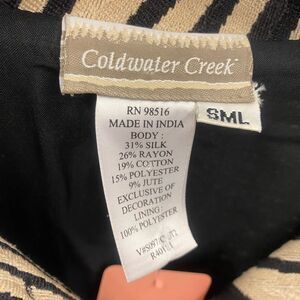 Coldwater Creek
SML
RN 98516
MADE IN INDIA
BODY :
31% SILK
26% RAYON
19% COTTON
15% POLYESTER
9% JUTE
EXCLUSIVE OF
DECORATION
LINING :
100% POLYESTER